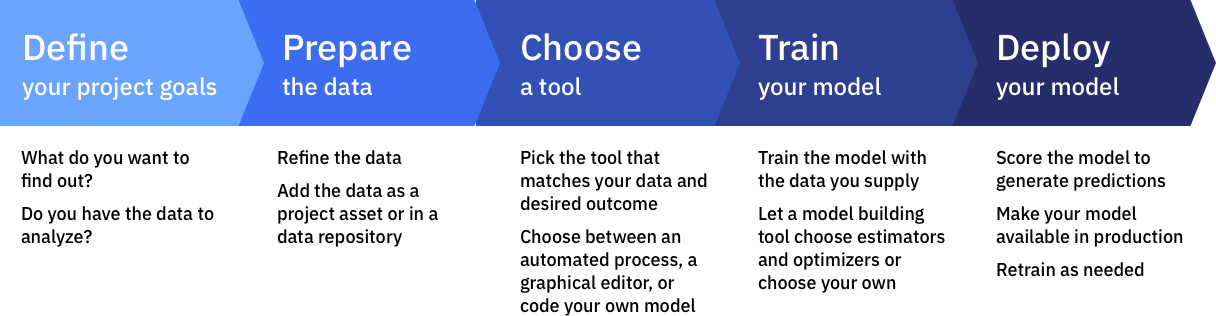 Define
your project goals
What do you want to
find out?
Do you have the data to
analyze?
Prepare
the data
Refine the data
Add the data as a
project asset or in a
data repository
Choose
a tool
Pick the tool that
matches your data and
desired outcome
Choose between an
automated process, a
graphical editor, or
code your own model
Train
your model
Train the model with
the data you supply
Let a model building
tool choose estimators
and optimizers or
choose your own
Deploy
your model
Score the model to
generate predictions
Make your model
available in production
Retrain as needed